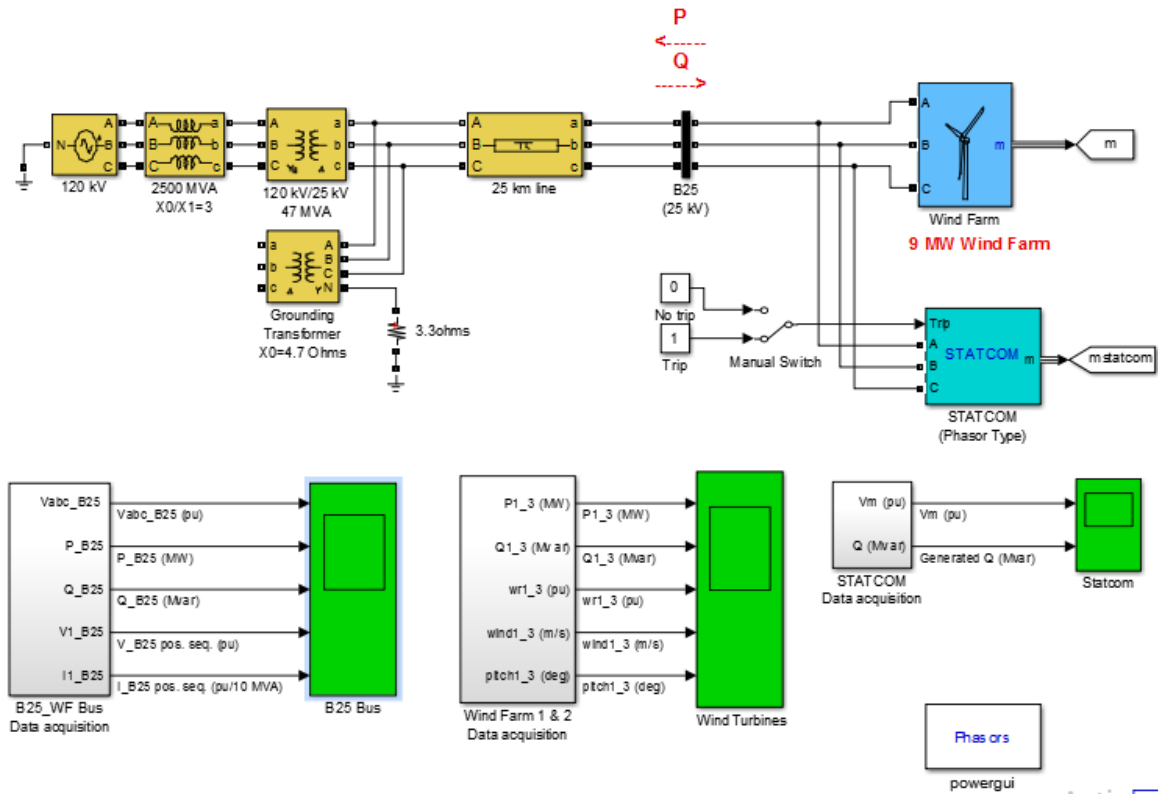 P
Q
N
A
B
C
120 kV
A
B
C
a
b
c
2500 MVA
X0/X1=3
A
B
C
a
b
c
120 kV/25 kV
47 MVA
A
B
C
a
b
c
25 km line
B25
(25 kV)
A
B
C
m
Wind Farm
9 MW Wind Farm
m
a
b
c
A
B
C
N
Grounding
Transformer
X0=4.7 Ohms
3.3ohms
0
No trip
1
Trip
Manual Switch
Trip
A
B
C
STATCOM
m
STATCOM
(Phasor Type)
mstatcom
Vabc_B25
P_B25
Q_B25
V1_B25
I1_B25
B25_WF Bus
Data acquisition
Vabc_B25 (pu)
P_B25 (MW)
Q_B25 (Mvar)
V_B25 pos. seq. (pu)
I_B25 pos. seq. (pu/10 MVA)
B25 Bus
P1_3 (MW)
Q1_3 (Mvar)
wr1_3 (pu)
wind1_3 (m/s)
pitch1_3 (deg)
Wind Farm 1 & 2
Data acquisition
P1_3 (MW)
Q1_3 (Mvar)
wr1_3 (pu)
wind1_3 (m/s)
pitch1_3 (deg)
Wind Turbines
Vm (pu)
Q (Mvar)
STATCOM
Data acquisition
Vm (pu)
Generated Q (Mvar)
Statcom
Phasors
powergui